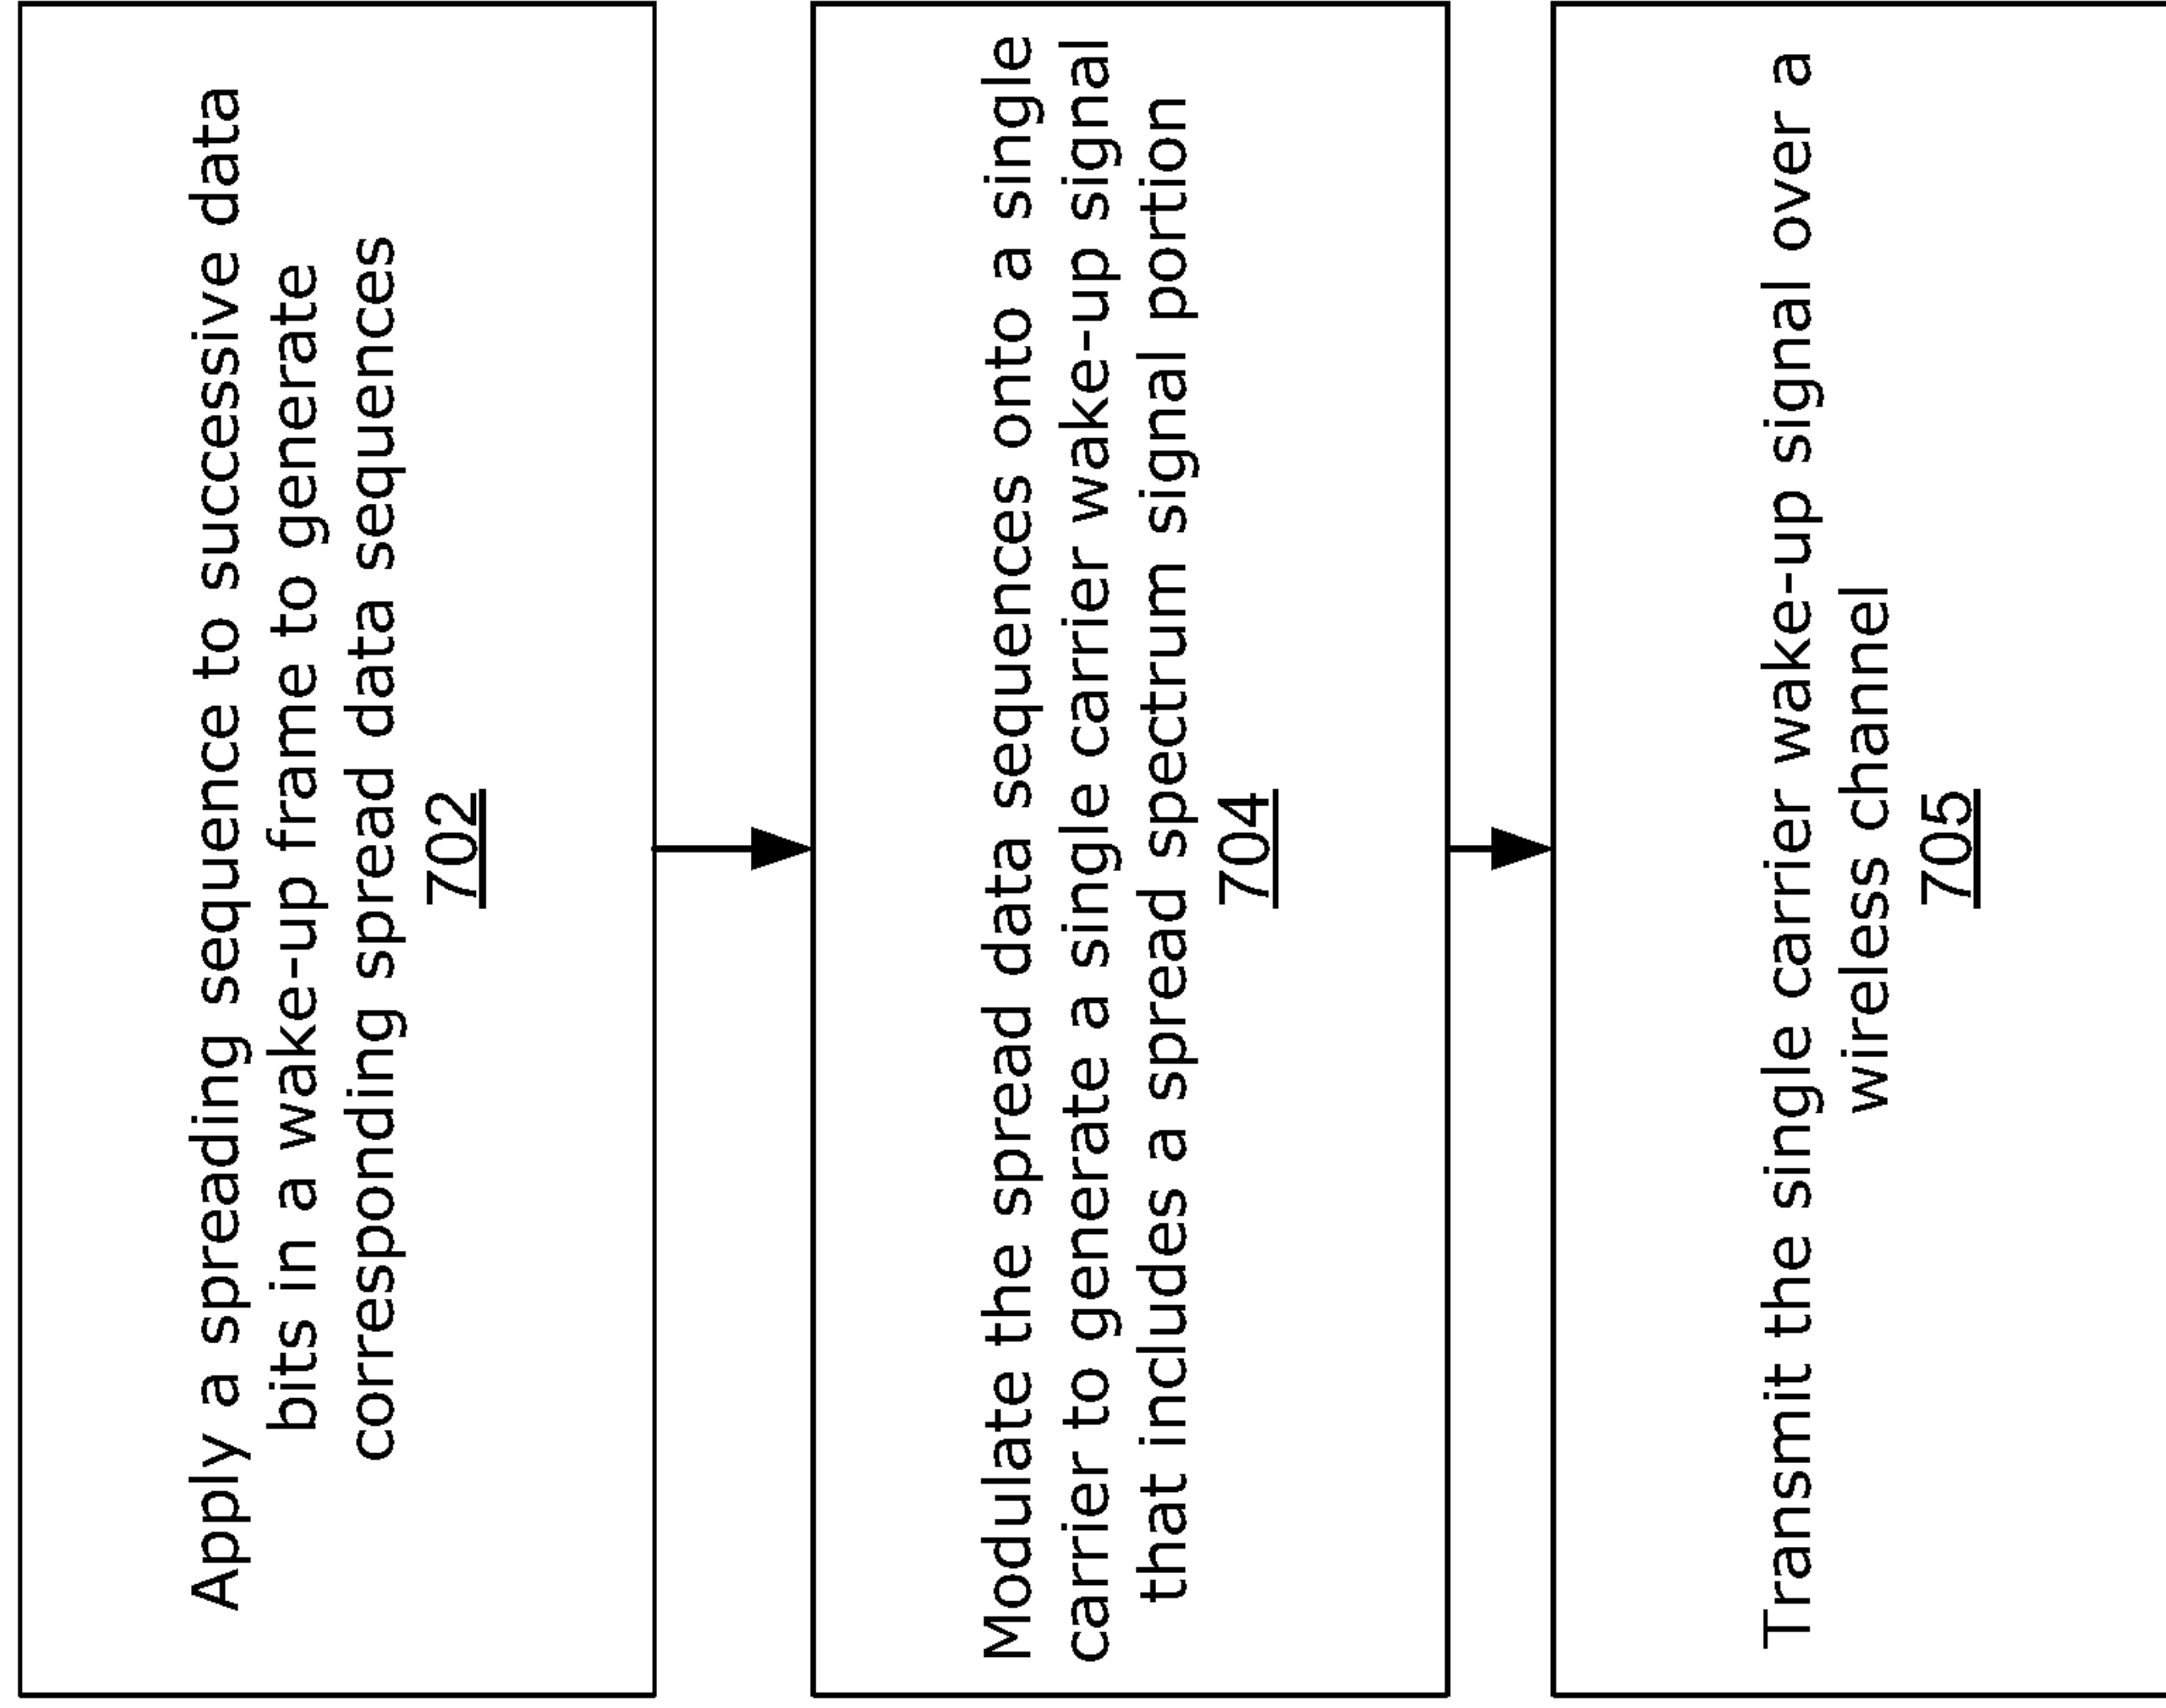 Apply a spreading sequence to successive data
bits in a wake-up frame to generate
corresponding spread data sequences
702
Modulate the spread data sequences onto a single
carrier to generate a single carrier wake-up signal
that includes a spread spectrum signal portion
704
Transmit the single carrier wake-up signal over a
wireless channel
705